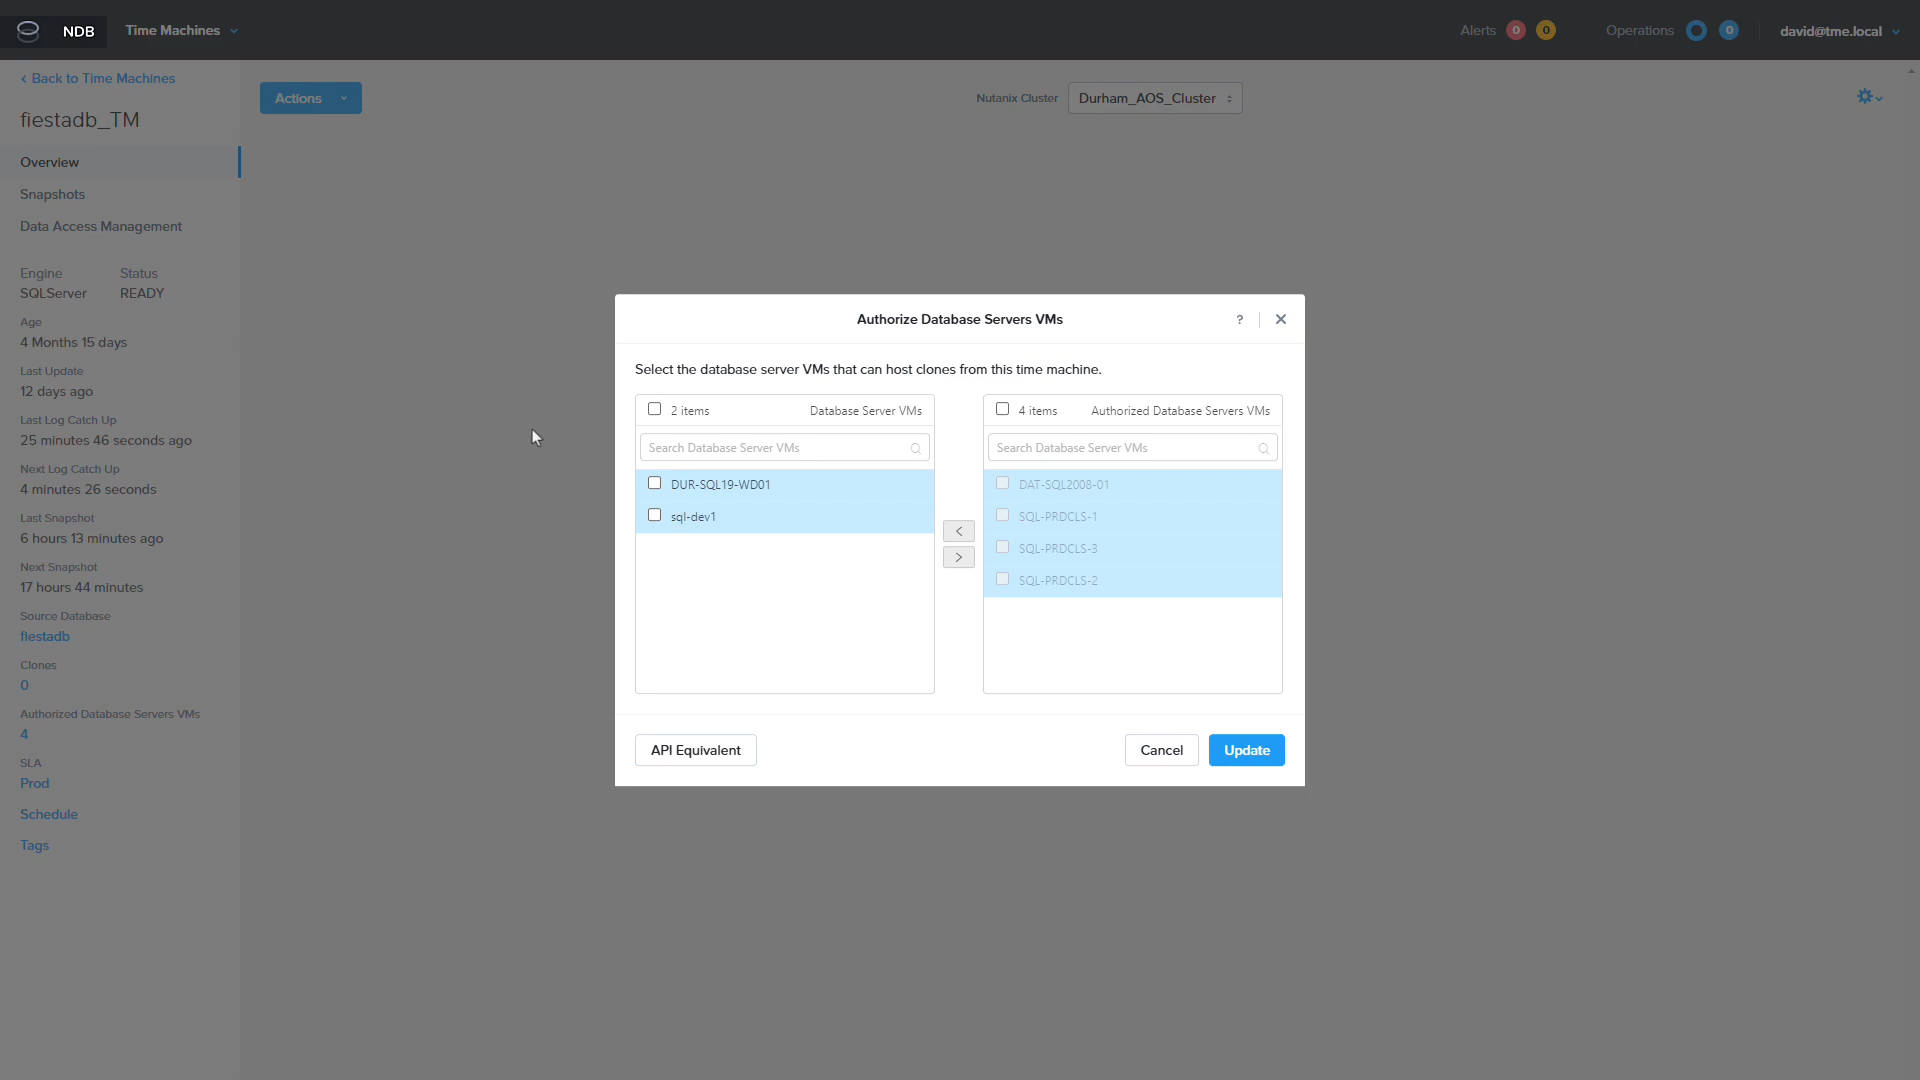 NDB
Time Machines
Alerts 0 0
Operations 0
david@tme.local
Back to Time Machines
fiestadb_TM
Overview
Snapshots
Data Access Management
Engine Status
SQLServer READY
Age
4 Months 15 days
Last Update
12 days ago
Last Log Catch Up
25 minutes 46 seconds ago
Next Log Catch Up
4 minutes 26 seconds
Last Snapshot
6 hours 13 minutes ago
Next Snapshot
17 hours 44 minutes
Source Database
fiestadb
Clones
0
Authorized Database Servers VMs
4
SLA
Prod
Schedule
Tags
Actions
Nutanix Cluster Durham_AOS_Cluster
Authorize Database Servers VMs ?
Select the database server VMs that can host clones from this time machine.
2 items Database Server VMs
Search Database Server VMs
DUR-SQL19-WD01
sql-dev1
< 
>
4 items Authorized Database Servers VMs
Search Database Server VMs
DAT-SQL2008-01
SQL-PRDCLS-1
SQL-PRDCLS-3
SQL-PRDCLS-2
API Equivalent
Cancel
Update